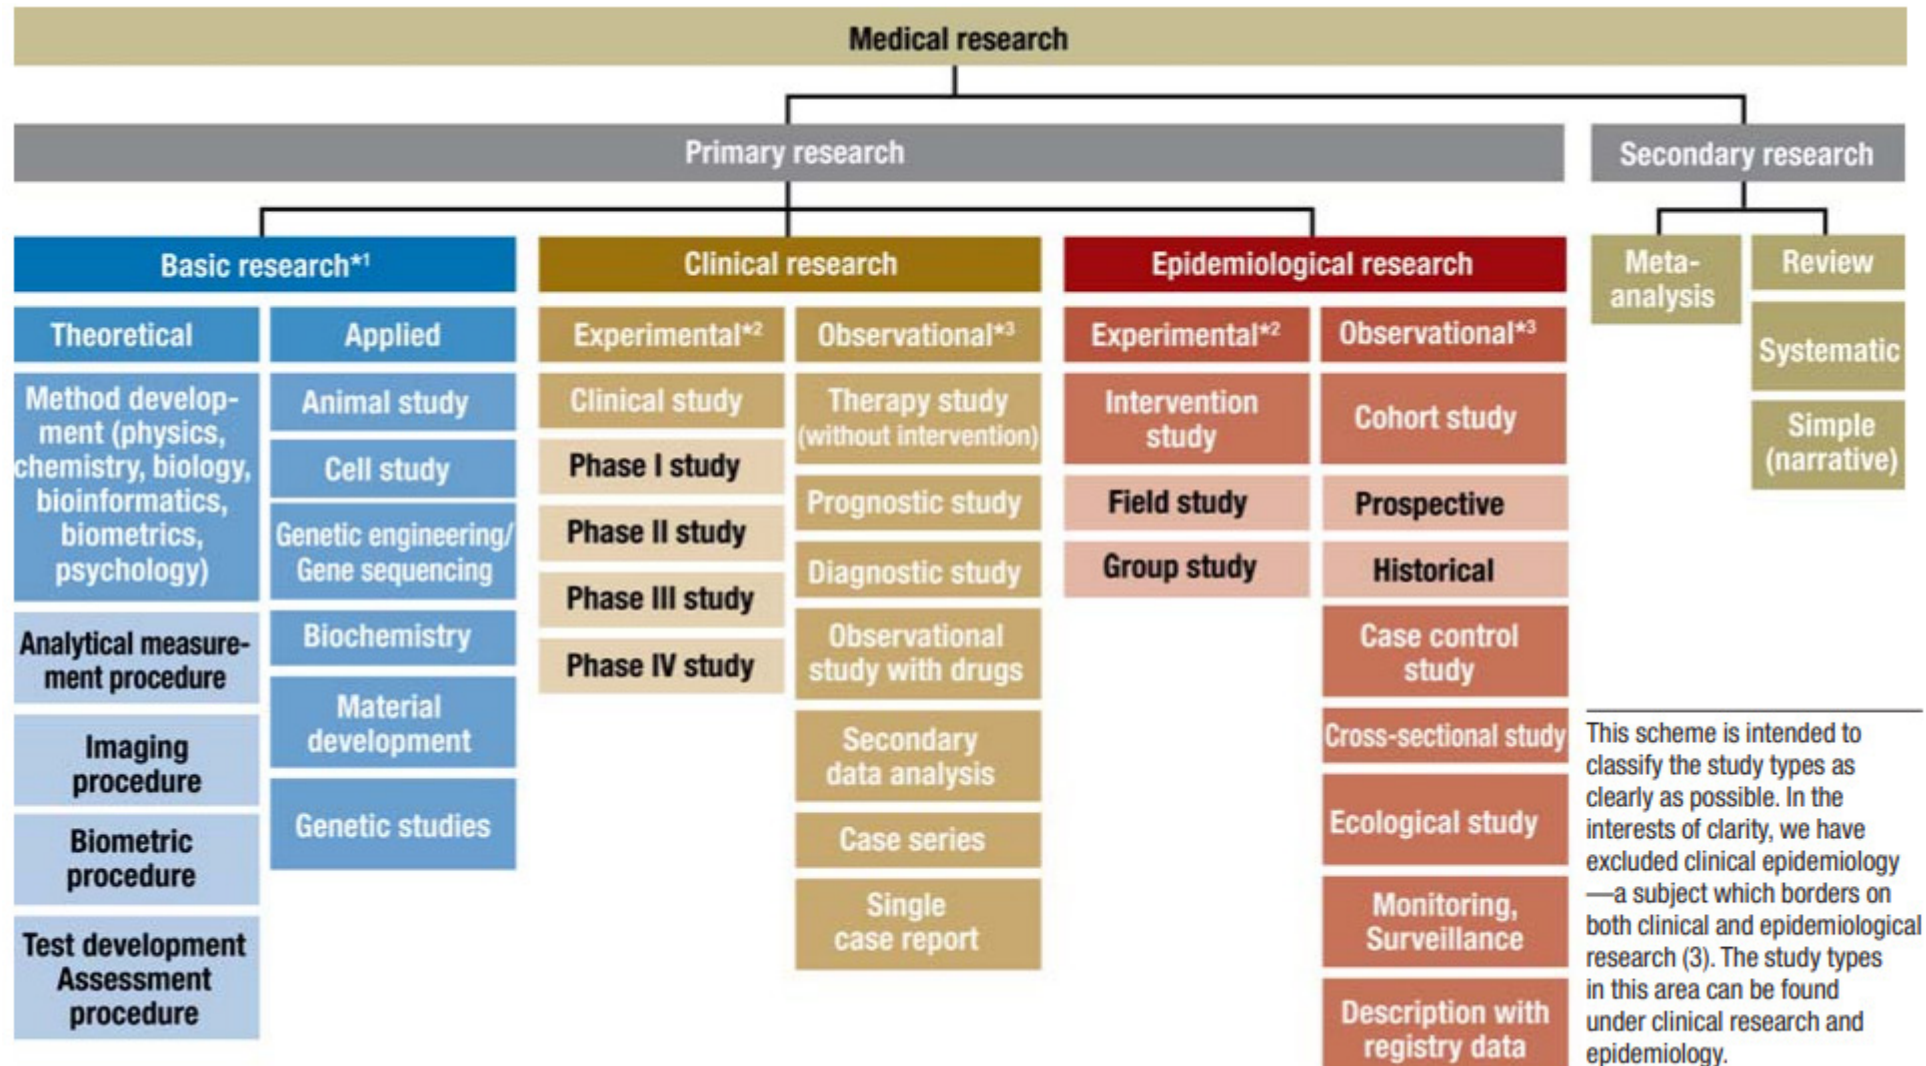 Medical research
Primary research
Secondary research
Basic research*1
Theoretical
Method develop-
ment (physics,
chemistry, biology,
bioinformatics,
biometrics,
psychology)
Analytical measure-
ment procedure
Imaging
procedure
Biometric
procedure
Test development
Assessment
procedure
Applied
Animal study
Cell study
Genetic engineering/
Gene sequencing
Biochemistry
Material
development
Genetic studies
Clinical research
Experimental*2
Clinical study
Phase I study
Phase II study
Phase III study
Phase IV study
Observational*3
Therapy study
(without intervention)
Prognostic study
Diagnostic study
Observational
study with drugs
Secondary
data analysis
Case series
Single
case report
Epidemiological research
Experimental*2
Intervention
study
Field study
Group study
Observational*3
Cohort study
Prospective
Historical
Case control
study
Cross-sectional study
Ecological study
Monitoring,
Surveillance
Description with
registry data
Meta-
analysis
Review
Systematic
Simple
(narrative)
This scheme is intended to
classify the study types as
clearly as possible. In the
interests of clarity, we have
excluded clinical epidemiology
—a subject which borders on
both clinical and epidemiological
research (3). The study types
in this area can be found
under clinical research and
epidemiology.